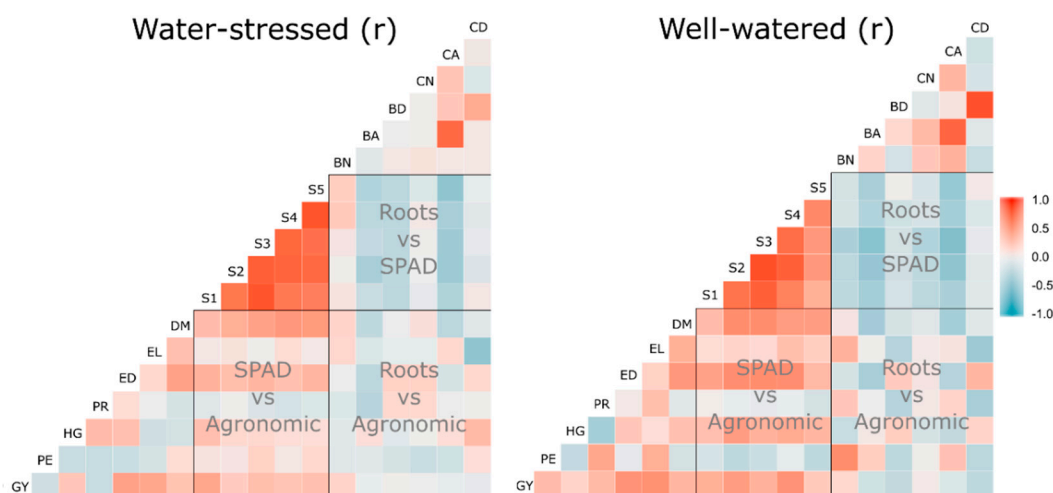 Water-stressed (r)
CD
CA
CN
BD
BA
BN
S5
S4
S3
S2
S1
DM
EL
ED
PR
HG
PE
GY
Roots
vs
SPAD
SPAD
vs
Agronomic
Roots
vs
Agronomic
Well-watered (r)
CD
CA
CN
BD
BA
BN
S5
S4
S3
S2
S1
DM
EL
ED
PR
HG
PE
GY
Roots
vs
SPAD
SPAD
vs
Agronomic
Roots
vs
Agronomic
1.0
0.5
0.0
-0.5
-1.0